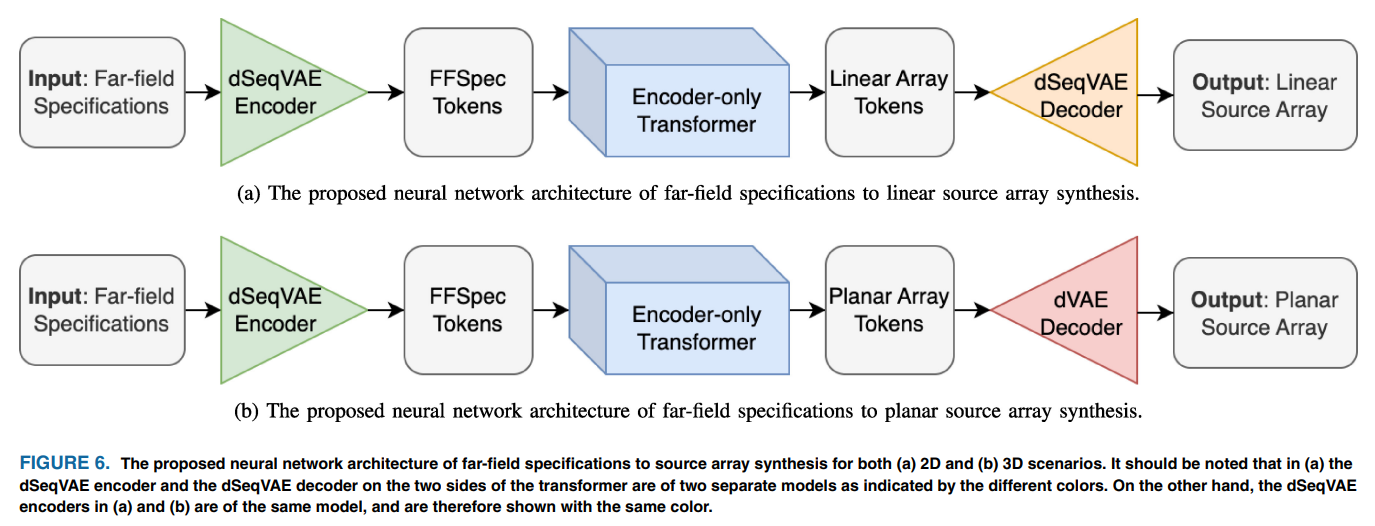 Input: Far-field
Specifications
dSeqVAE
Encoder
FFSpec
Tokens
Encoder-only
Transformer
Linear Array
Tokens
dSeqVAE
Decoder
Output: Linear
Source Array
(a) The proposed neural network architecture of far-field specifications to linear source array synthesis.
Input: Far-field
Specifications
dSeqVAE
Encoder
FFSpec
Tokens
Encoder-only
Transformer
Planar Array
Tokens
dVAE
Decoder
Output: Planar
Source Array
(b) The proposed neural network architecture of far-field specifications to planar source array synthesis.
FIGURE 6. The proposed neural network architecture of far-field specifications to source array synthesis for both (a) 2D and (b) 3D scenarios. It should be noted that in (a) the
dSeqVAE encoder and the dSeqVAE decoder on the two sides of the transformer are of two separate models as indicated by the different colors. On the other hand, the dSeqVAE
encoders in (a) and (b) are of the same model, and are therefore shown with the same color.